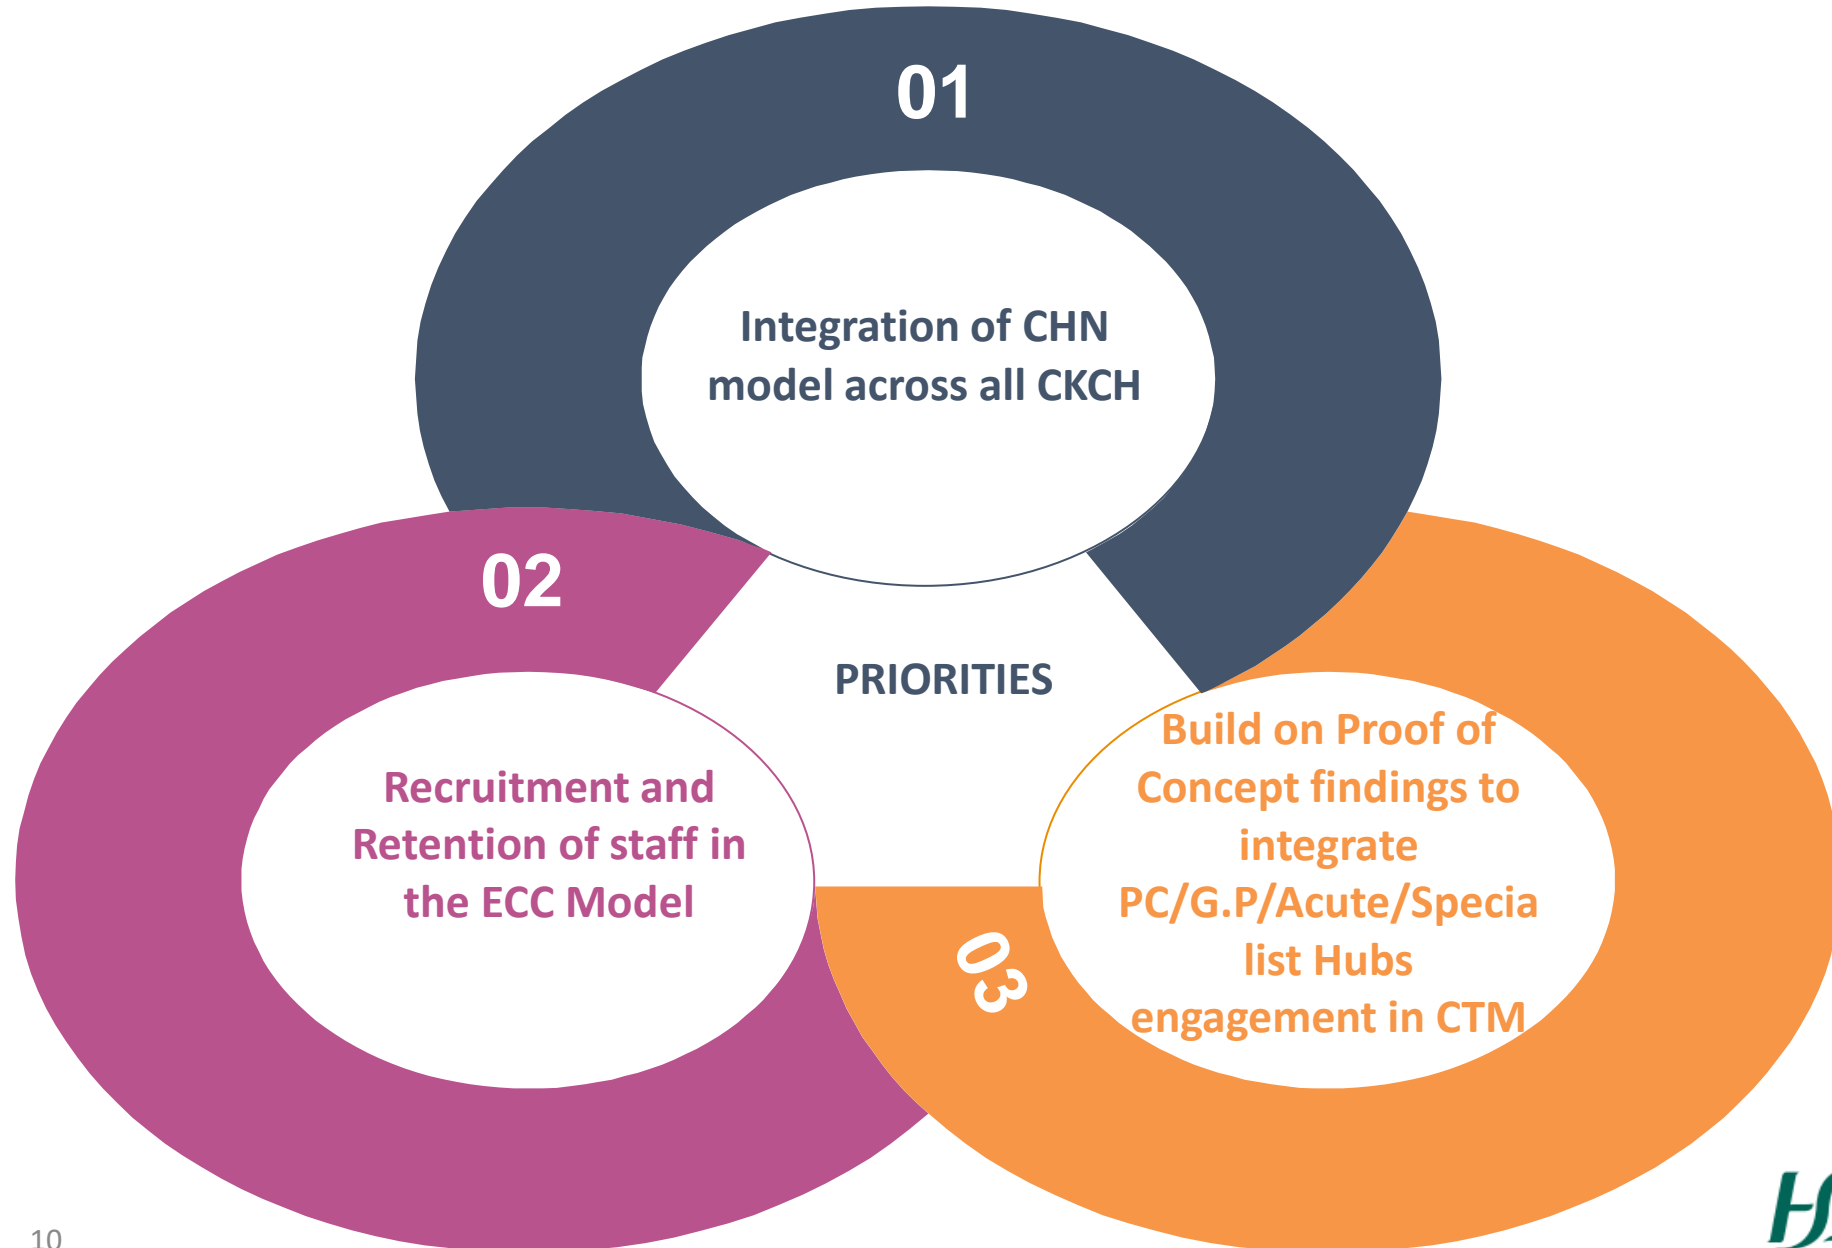 01
Integration of CHN
model across all CKCH
02
PRIORITIES
Recruitment and
Retention of staff in
the ECC Model
03
Build on Proof of
Concept findings to
integrate
PC/G.P/Acute/Specia
list Hubs
engagement in CTM
10